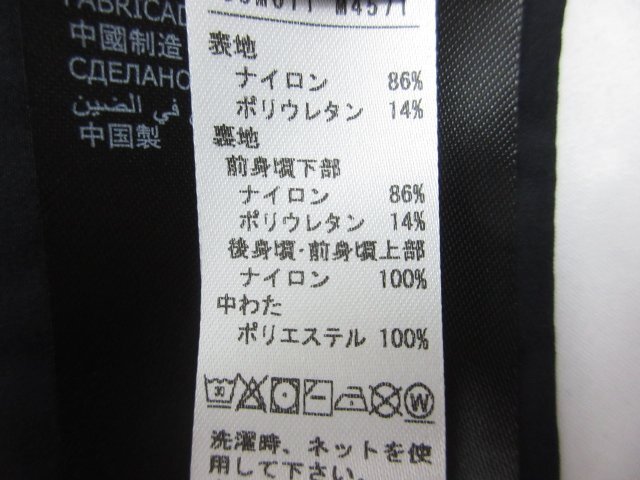 FABRICAD
中國制造
СДЕЛАНО
في الصين
中国製
M4571
表地
ナイロン 86%
ポリウレタン 14%
裏地
前身頃下部
ナイロン 86%
ポリウレタン 14%
後身頃・前身頃上部
ナイロン 100%
中わた
ポリエステル 100%
30
W
洗濯時、ネットを使
用して下さい。